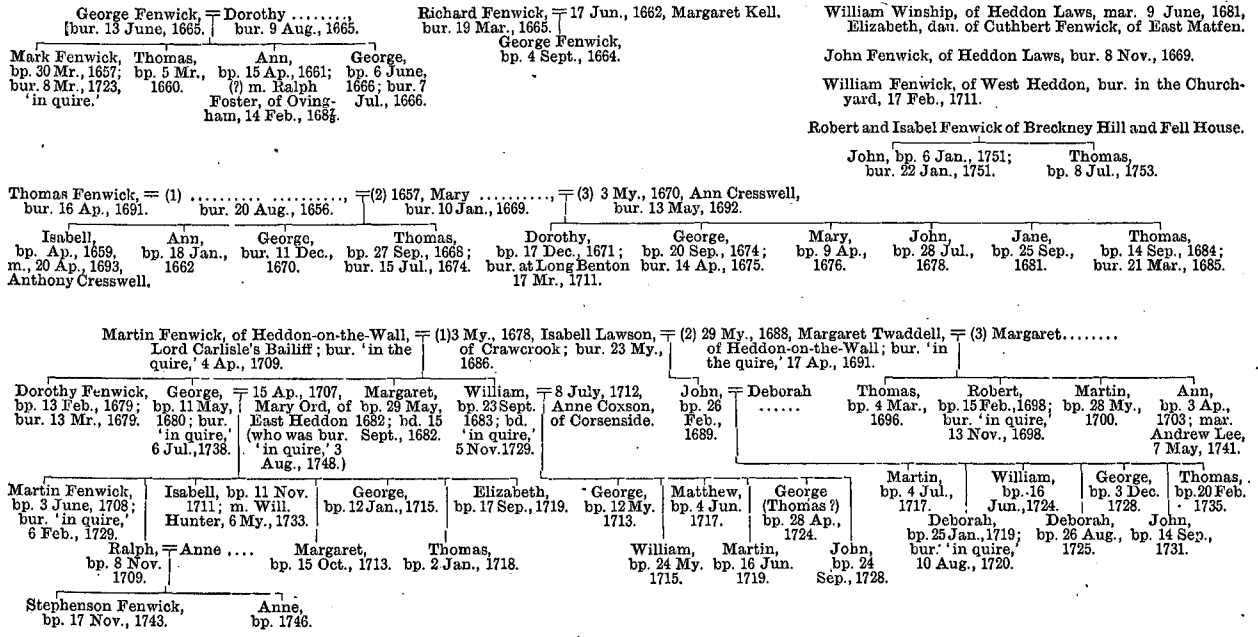 George Fenwick, = Dorothy ........,
[bur. 13 June, 1665. bur. 9 Aug., 1665.
Mark Fenwick,
bp. 30 Mr., 1657;
bur. 8 Mr., 1723,
'in quire.'
Thomas,
bp. 5 Mr.,
1660.
Ann,
bp. 15 Ap., 1661;
(?) m. Ralph
Foster, of Oving-
ham, 14 Feb., 168⅞.
George,
bp. 6 June,
1666; bur. 7
Jul., 1666.
Richard Fenwick, = 17 Jun., 1662, Margaret Kell.
bur. 19 Mar., 1665.
George Fenwick,
bp. 4 Sept., 1664.
William Winship, of Heddon Laws, mar. 9 June, 1681,
Elizabeth, dau. of Cuthbert Fenwick, of East Matfen.
John Fenwick, of Heddon Laws, bur. 8 Nov., 1669.
William Fenwick, of West Heddon, bur. in the Church-
yard, 17 Feb., 1711.
Robert and Isabel Fenwick of Breckney Hill and Fell House.
John, bp. 6 Jan., 1751;
bur. 22 Jan., 1751.
Thomas,
bp. 8 Jul., 1753.
Thomas Fenwick, = (1) .................... , = (2) 1657, Mary .........., = (3) 3 My., 1670, Ann Cresswell,
bur. 16 Ap., 1691. bur. 20 Aug., 1656. bur. 10 Jan., 1669. bur. 13 May, 1692.
Isabell,
bp. Ap., 1659,
m., 20 Ap., 1693,
Anthony Cresswell.
Ann,
bp. 18 Jan.,
1662
George,
bur. 11 Dec.,
1670.
Thomas,
bp. 27 Sep., 1668;
bur. 15 Jul., 1674.
Dorothy,
bp. 17 Dec., 1671;
bur. at Long Benton
17 Mr., 1711.
George,
bp. 20 Sep., 1674;
bur. 14 Ap., 1675.
Mary,
bp. 9 Ap.,
1676.
John,
bp. 28 Jul.,
1678.
Jane,
bp. 25 Sep.,
1681.
Thomas,
bp. 14 Sep., 1684;
bur. 21 Mar., 1685.
Martin Fenwick, of Heddon-on-the-Wall, = (1) 3 My., 1678, Isabell Lawson, = (2) 29 My., 1688, Margaret Twaddell, = (3) Margaret........
Lord Carlisle's Bailiff; bur. 'in the
quire,' 4 Ap., 1709.
of Crawcrook; bur. 23 My.,
1686.
of Heddon-on-the-Wall; bur. 'in
the quire,' 17 Ap., 1691.
Dorothy Fenwick,
bp. 13 Feb., 1679;
bur. 13 Mr., 1679.
George, =
bp. 11 May,
1680; bur.
'in quire,'
6 Jul., 1738.
15 Ap., 1707,
Mary Ord, of
East Heddon
(who was bur.
'in quire,' 3
Aug., 1748.)
Margaret,
bp. 29 May,
1682; bd. 15
Sept., 1682.
William, =
bp. 23 Sept.
1683; bd.
'in quire,'
5 Nov. 1729.
8 July, 1712,
Anne Coxson,
of Corsenside.
John, =
bp. 26
Feb.,
1689.
Deborah
......
Thomas,
bp. 4 Mar.,
1696.
Robert,
bp. 15 Feb., 1698;
bur. 'in quire,'
13 Nov., 1698.
Martin,
bp. 28 My.,
1700.
Ann,
bp. 3 Ap.,
1703; mar.
Andrew Lee,
7 May, 1741.
Martin Fenwick,
bp. 3 June, 1708;
bur. 'in quire,'
6 Feb., 1729.
Isabell, bp. 11 Nov.
1711; m. Will.
Hunter, 6 My., 1733.
George,
bp. 12 Jan., 1715.
Elizabeth,
bp. 17 Sep., 1719.
George,
bp. 12 My.
1713.
Matthew,
bp. 4 Jun.
1717.
George
(Thomas?)
bp. 28 Ap.,
1724.
Martin,
bp. 4 Jul.,
1717.
William,
bp. 16
Jun., 1724.
George,
bp. 3 Dec.
1728.
Thomas,
bp. 20 Feb.
1735.
Ralph, = Anne ....
bp. 8 Nov.
1709.
Margaret,
bp. 15 Oct., 1713.
Thomas,
bp. 2 Jan., 1718.
William,
bp. 24 My.
1715.
Martin,
bp. 16 Jun.
1719.
John,
bp. 24
Sep., 1728.
Deborah,
bp. 25 Jan., 1719;
bur. 'in quire,'
10 Aug., 1720.
Deborah,
bp. 26 Aug.,
1725.
John,
bp. 14 Sep.,
1731.
Stephenson Fenwick,
bp. 17 Nov., 1743.
Anne,
bp. 1746.